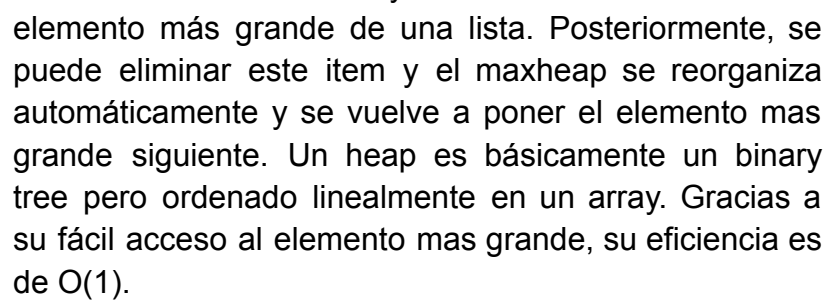 elemento más grande de una lista. Posteriormente, se
puede eliminar este item y el maxheap se reorganiza
automáticamente y se vuelve a poner el elemento mas
grande siguiente. Un heap es básicamente un binary
tree pero ordenado linealmente en un array. Gracias a
su fácil acceso al elemento mas grande, su eficiencia es
de O(1).